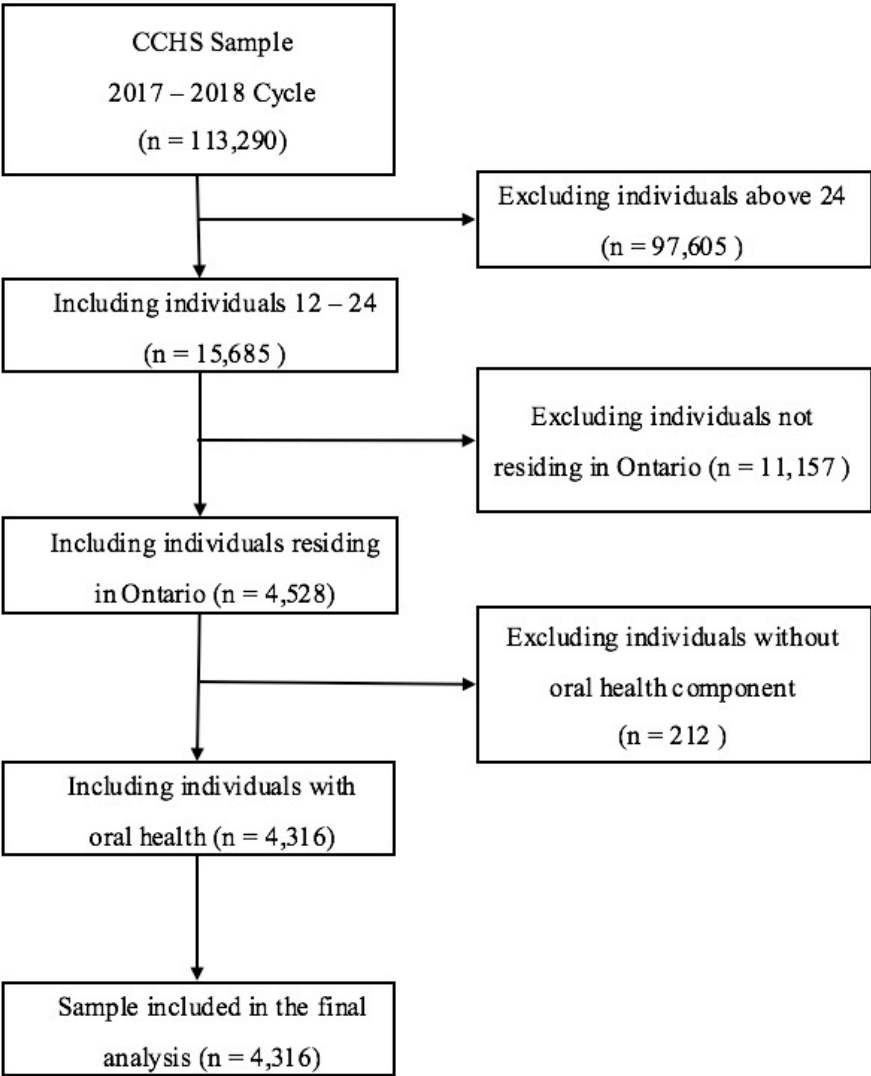 CCHS Sample
2017 – 2018 Cycle
(n = 113,290)
Excluding individuals above 24
(n = 97,605 )
Including individuals 12 – 24
(n = 15,685 )
Excluding individuals not
residing in Ontario (n = 11,157 )
Including individuals residing
in Ontario (n = 4,528)
Excluding individuals without
oral health component
(n = 212 )
Including individuals with
oral health (n = 4,316)
Sample included in the final
analysis (n = 4,316)